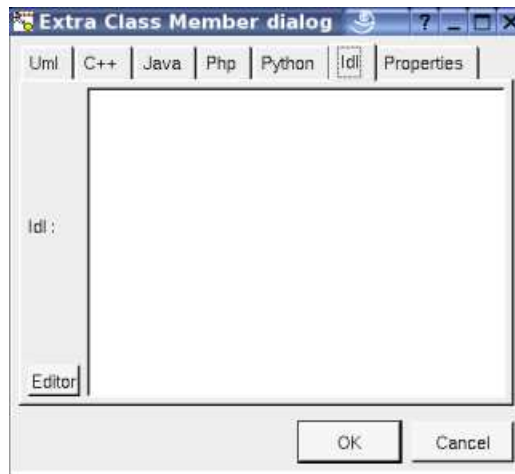 Extra Class Member dialog ?
Uml C++ Java Php Python Idl Properties
Idl :
Editor
OK Cancel